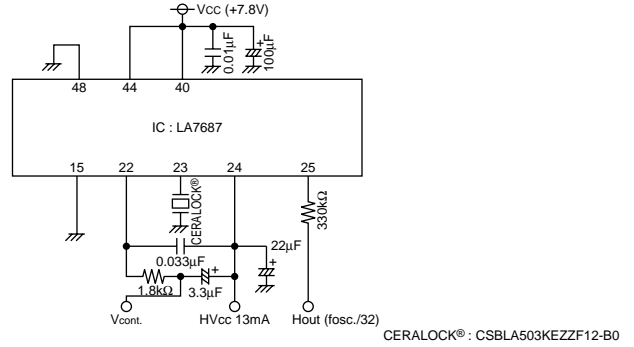 VCC (+7.8V)
0.01µF
100µF
+
48
44
40
IC : LA7687
15
22
23
24
25
CERALOCK®
330kΩ
0.033µF
22µF
+
1.8kΩ
3.3µF
+
Vcont.
HVcc 13mA
Hout (fosc./32)
CERALOCK® : CSBLA503KEZZF12-B0